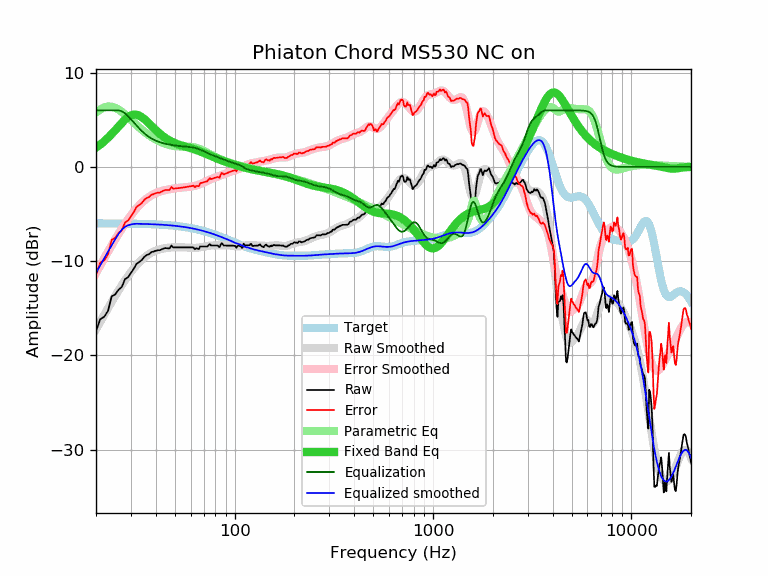 Phiaton Chord MS530 NC on
10
0
−10
−20
−30
Amplitude (dBr)
Target
Raw Smoothed
Error Smoothed
Raw
Error
Parametric Eq
Fixed Band Eq
Equalization
Equalized smoothed
100
1000
10000
Frequency (Hz)